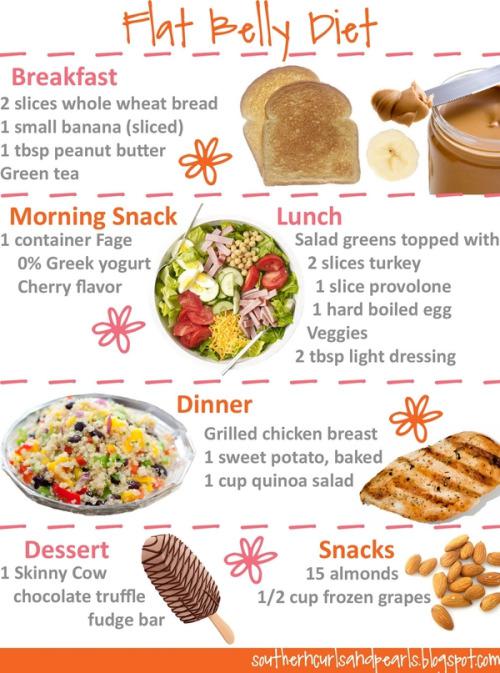 Flat Belly Diet
Breakfast
2 slices whole wheat bread
1 small banana (sliced)
1 tbsp peanut butter
Green tea
Morning Snack
1 container Fage
0% Greek yogurt
Cherry flavor
Lunch
Salad greens topped with
2 slices turkey
1 slice provolone
1 hard boiled egg
Veggies
2 tbsp light dressing
Dinner
Grilled chicken breast
1 sweet potato, baked
1 cup quinoa salad
Dessert
1 Skinny Cow
chocolate truffle
fudge bar
Snacks
15 almonds
1/2 cup frozen grapes
southerncurlsandpearls.blogspot.com